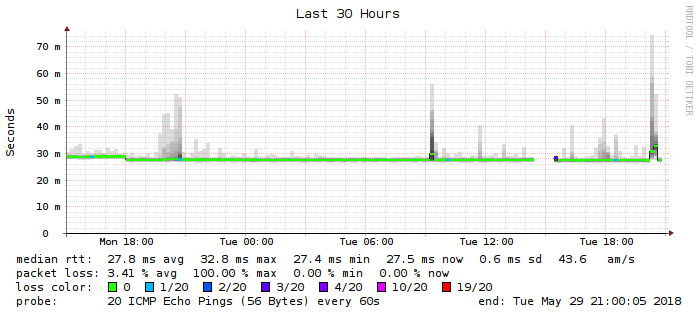 Last 30 Hours
RRDTOOL / TOBI OETIKER
Seconds
70 m
60 m
50 m
40 m
30 m
20 m
10 m
0
Mon 18:00 Tue 00:00 Tue 06:00 Tue 12:00 Tue 18:00
median rtt: 27.8 ms avg 32.8 ms max 27.4 ms min 27.5 ms now 0.6 ms sd 43.6 am/s
packet loss: 3.41 % avg 100.00 % max 0.00 % min 0.00 % now
loss color: 0 1/20 2/20 3/20 4/20 10/20 19/20
probe: 20 ICMP Echo Pings (56 Bytes) every 60s end: Tue May 29 21:00:05 2018